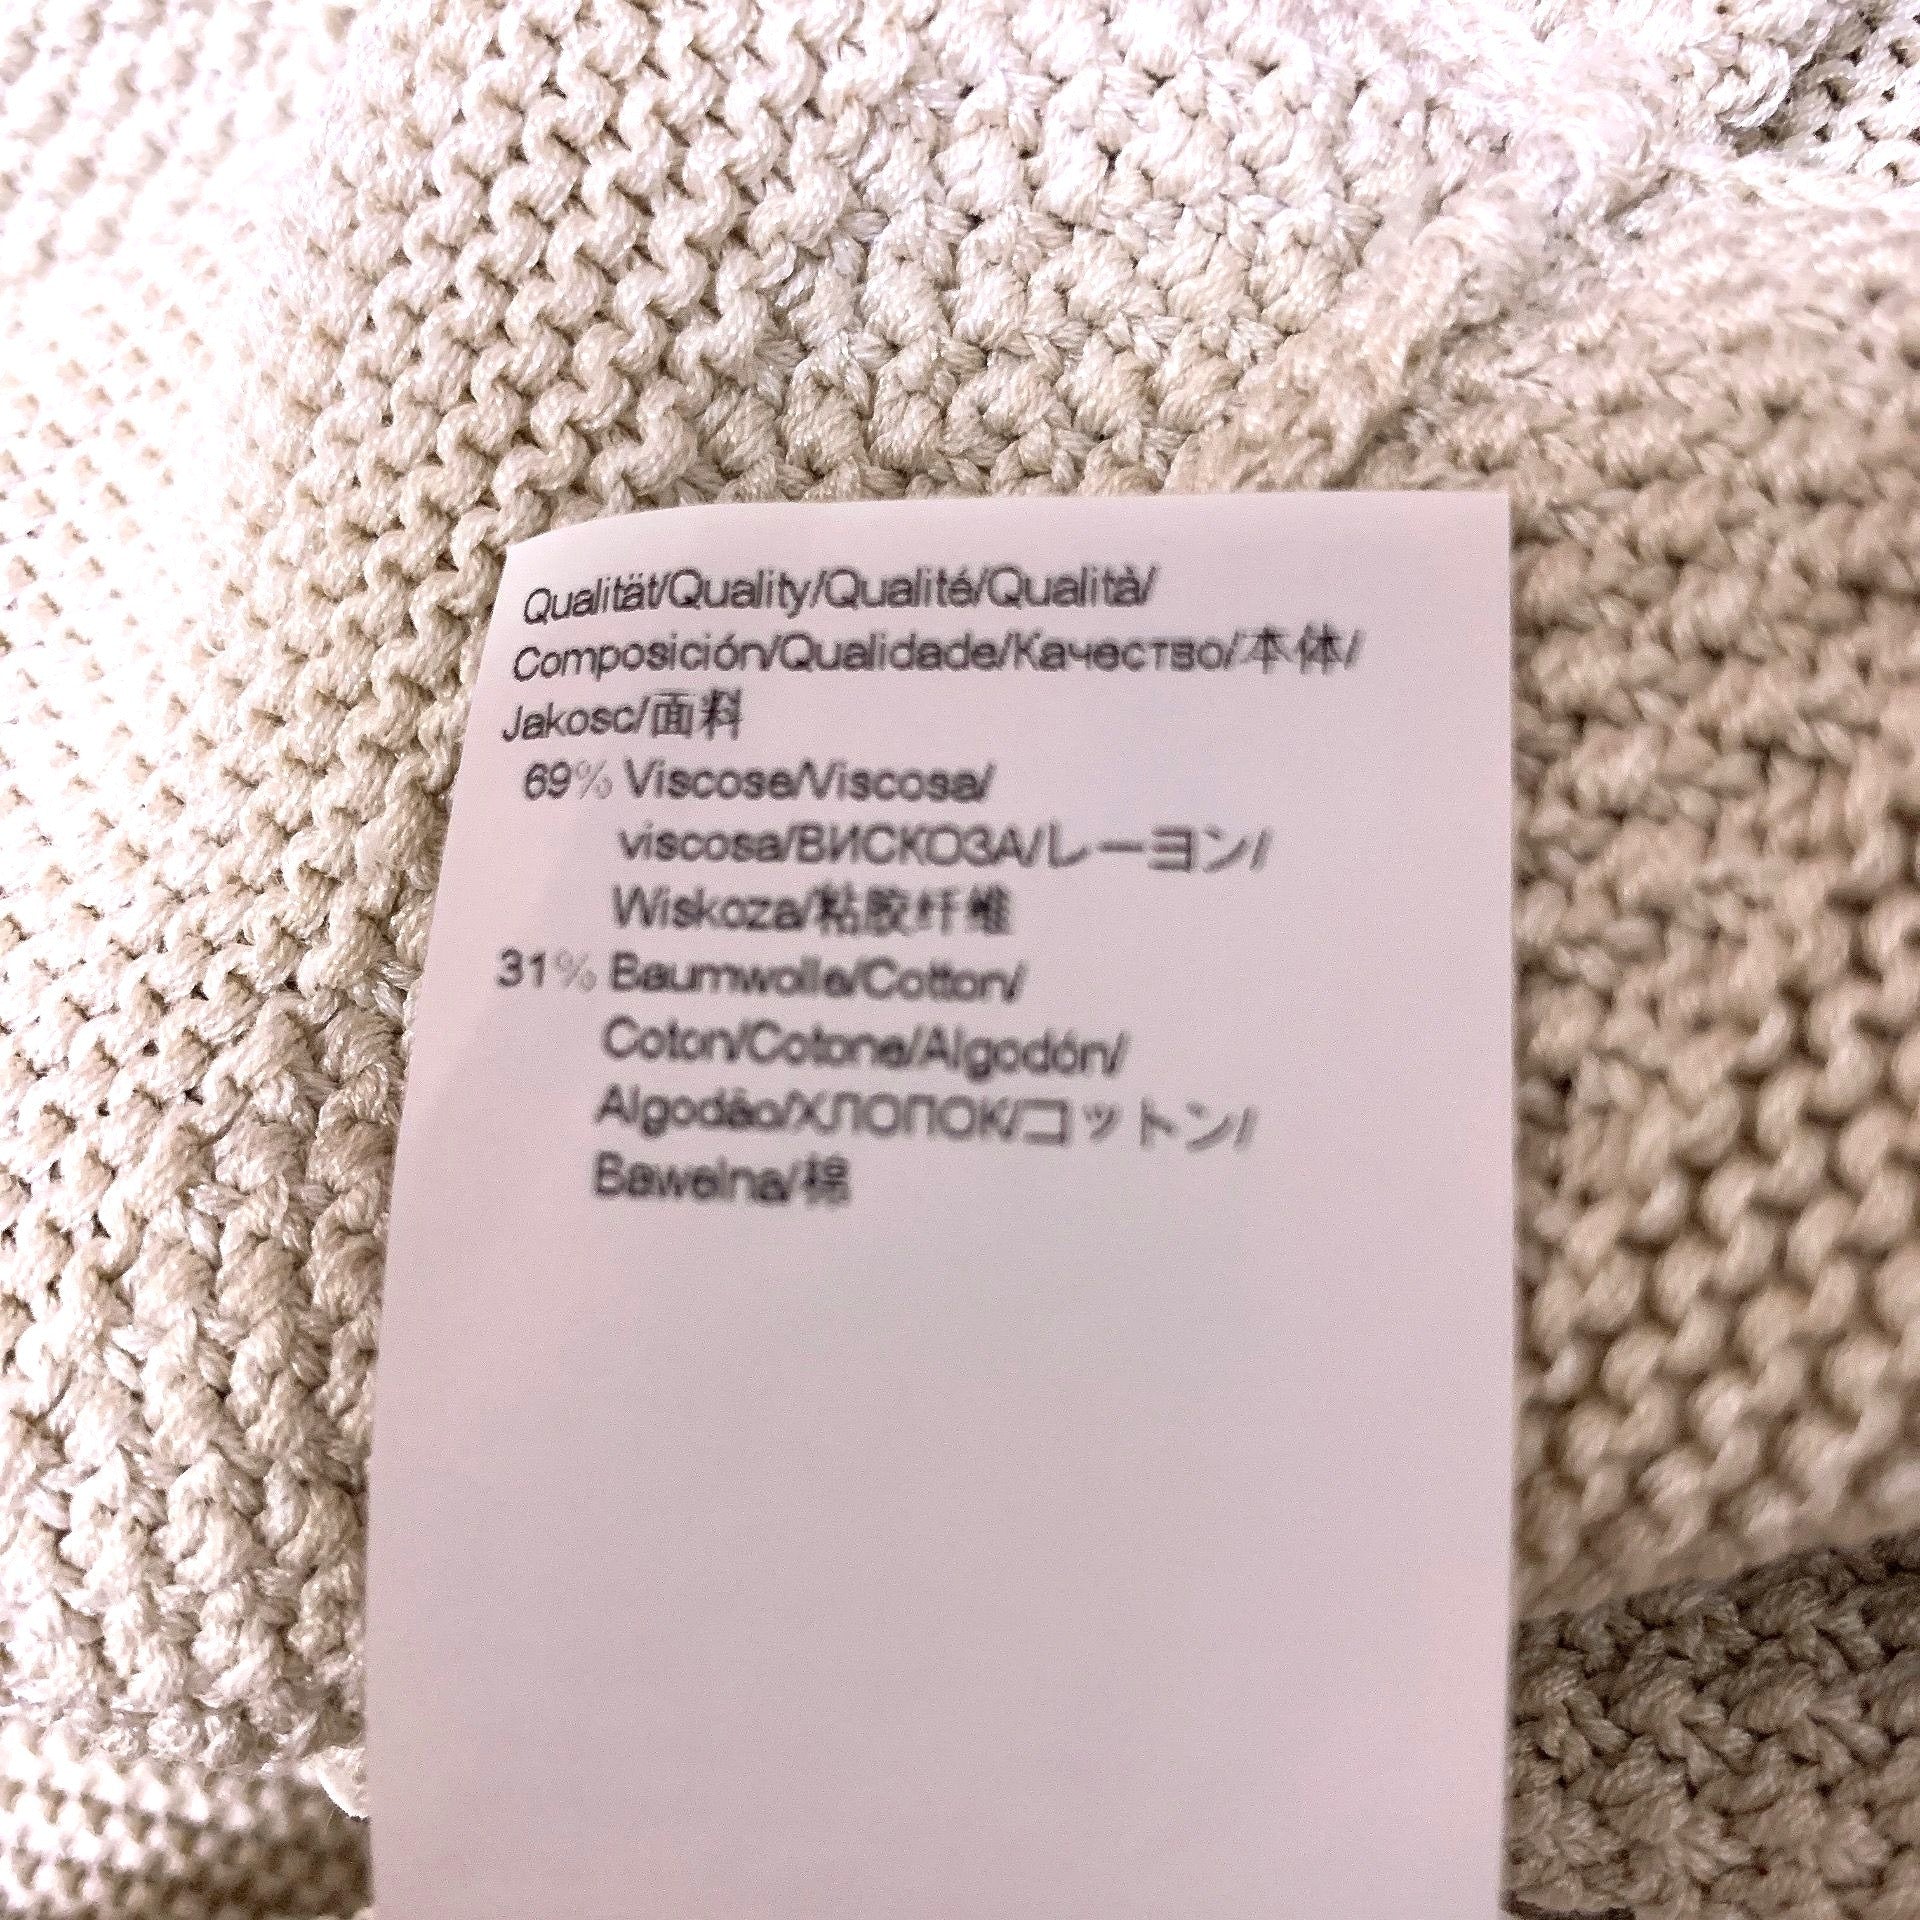 Qualität/Quality/Qualité/Qualità/
Composición/Qualidade/Качество/本体/
Jakosc/面料
69% Viscose/Viscosa/
viscosa/ВИСКОЗА/レーヨン/
Wiskoza/粘胶纤维
31% Baumwolle/Cotton/
Coton/Cotone/Algodón/
Algodão/ХЛОПОК/コットン/
Bawelna/棉